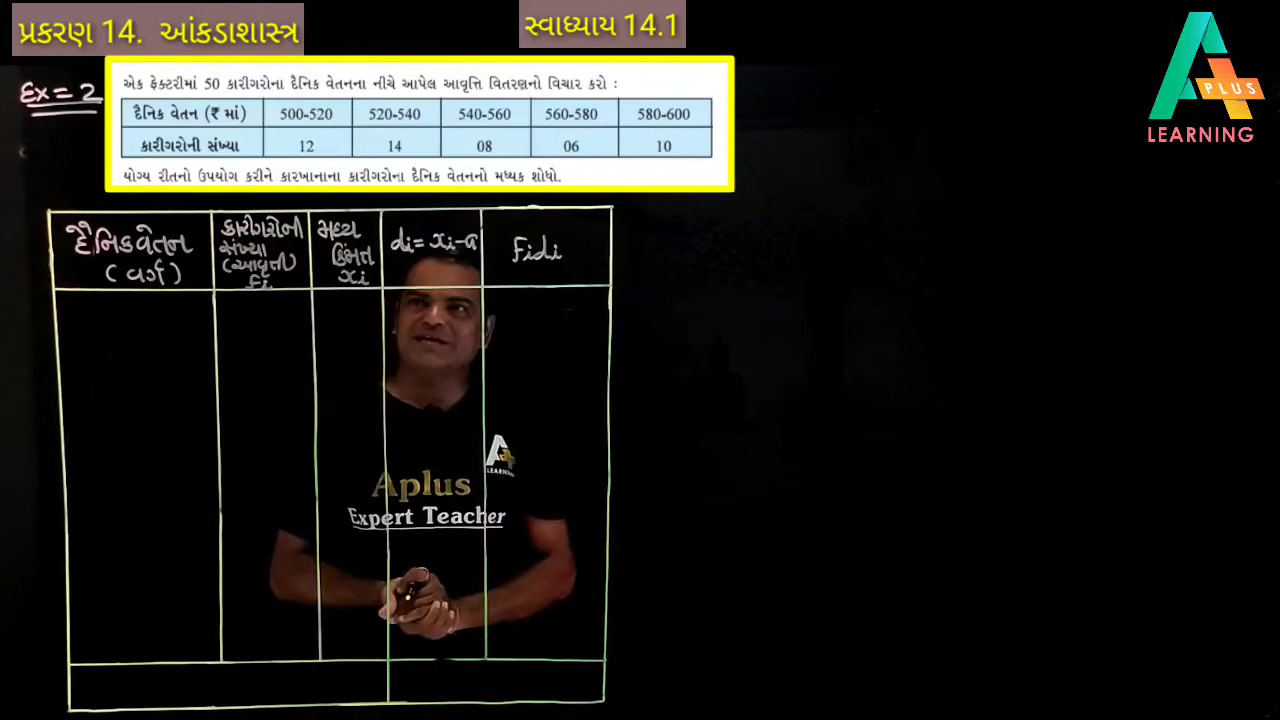 પ્રકરણ 14. આંકડાશાસ્ત્ર
સ્વાધ્યાય 14.1
A+
PLUS
LEARNING
Ex = 2
એક ફેક્ટરીમાં 50 કારીગરોના દૈનિક વેતનના નીચે આપેલ આવૃત્તિ વિતરણનો વિચાર કરો :
દૈનિક વેતન (₹ માં) 500-520 520-540 540-560 560-580 580-600
કારીગરોની સંખ્યા 12 14 08 06 10
યોગ્ય રીતનો ઉપયોગ કરીને કારખાનાના કારીગરોના દૈનિક વેતનનો મધ્યક શોધો.
દૈનિક વેતન
(વર્ગ)
કારીગરોની
સંખ્યા
(આવૃત્તી)
fi
મધ્ય
કિંમત
xi
di = xi-a
Fidi
A+
LEARNING
Aplus
Expert Teacher